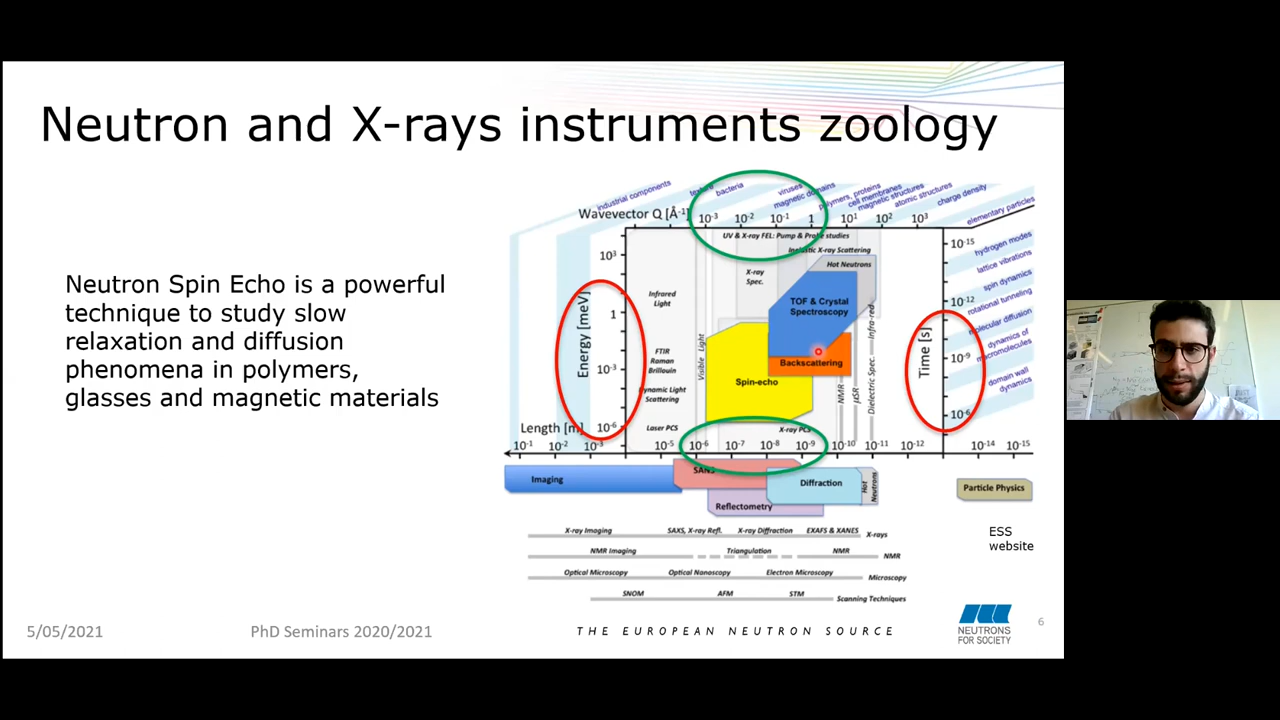 Neutron and X-rays instruments zoology
Neutron Spin Echo is a powerful
technique to study slow
relaxation and diffusion
phenomena in polymers,
glasses and magnetic materials
industrial components
texture
bacteria
viruses
magnetic domains
polymers, proteins
cell membranes
magnetic structures
atomic structures
charge density
elementary particles
Wavevector Q [Å-1]
10-3 10-2 10-1 1 10¹ 10² 10³
UV & X-ray FEL: Pump & Probe studies
Inelastic X-ray Scattering
Hot Neutrons
X-ray
Spec.
TOF & Crystal
Spectroscopy
Infrared
Light
Visible Light
FTIR
Raman
Brillouin
Dynamic Light
Scattering
Laser PCS
Spin-echo
Backscattering
X-ray PCS
NMR
µSR
Dielectric Spec.
Infra-red
Energy [meV]
10³
1
10-3
10-6
Time [s]
10-15
10-12
10-9
10-6
hydrogen modes
lattice vibrations
spin dynamics
rotational tunneling
molecular diffusion
dynamics of
macromolecules
domain wall
dynamics
Length [m]
10-1 10-2 10-3 10-5 10-6 10-7 10-8 10-9 10-10 10-11 10-12 10-14 10-15
Imaging
SANS
Reflectometry
Diffraction
Hot
Neutrons
Particle Physics
X-ray Imaging SAXS, X-ray Refl. X-ray Diffraction EXAFS & XANES X-rays
NMR Imaging Triangulation NMR NMR
Optical Microscopy Optical Nanoscopy Electron Microscopy Microscopy
SNOM AFM STM Scanning Techniques
ESS
website
5/05/2021 PhD Seminars 2020/2021 THE EUROPEAN NEUTRON SOURCE
NEUTRONS
FOR SOCIETY
6